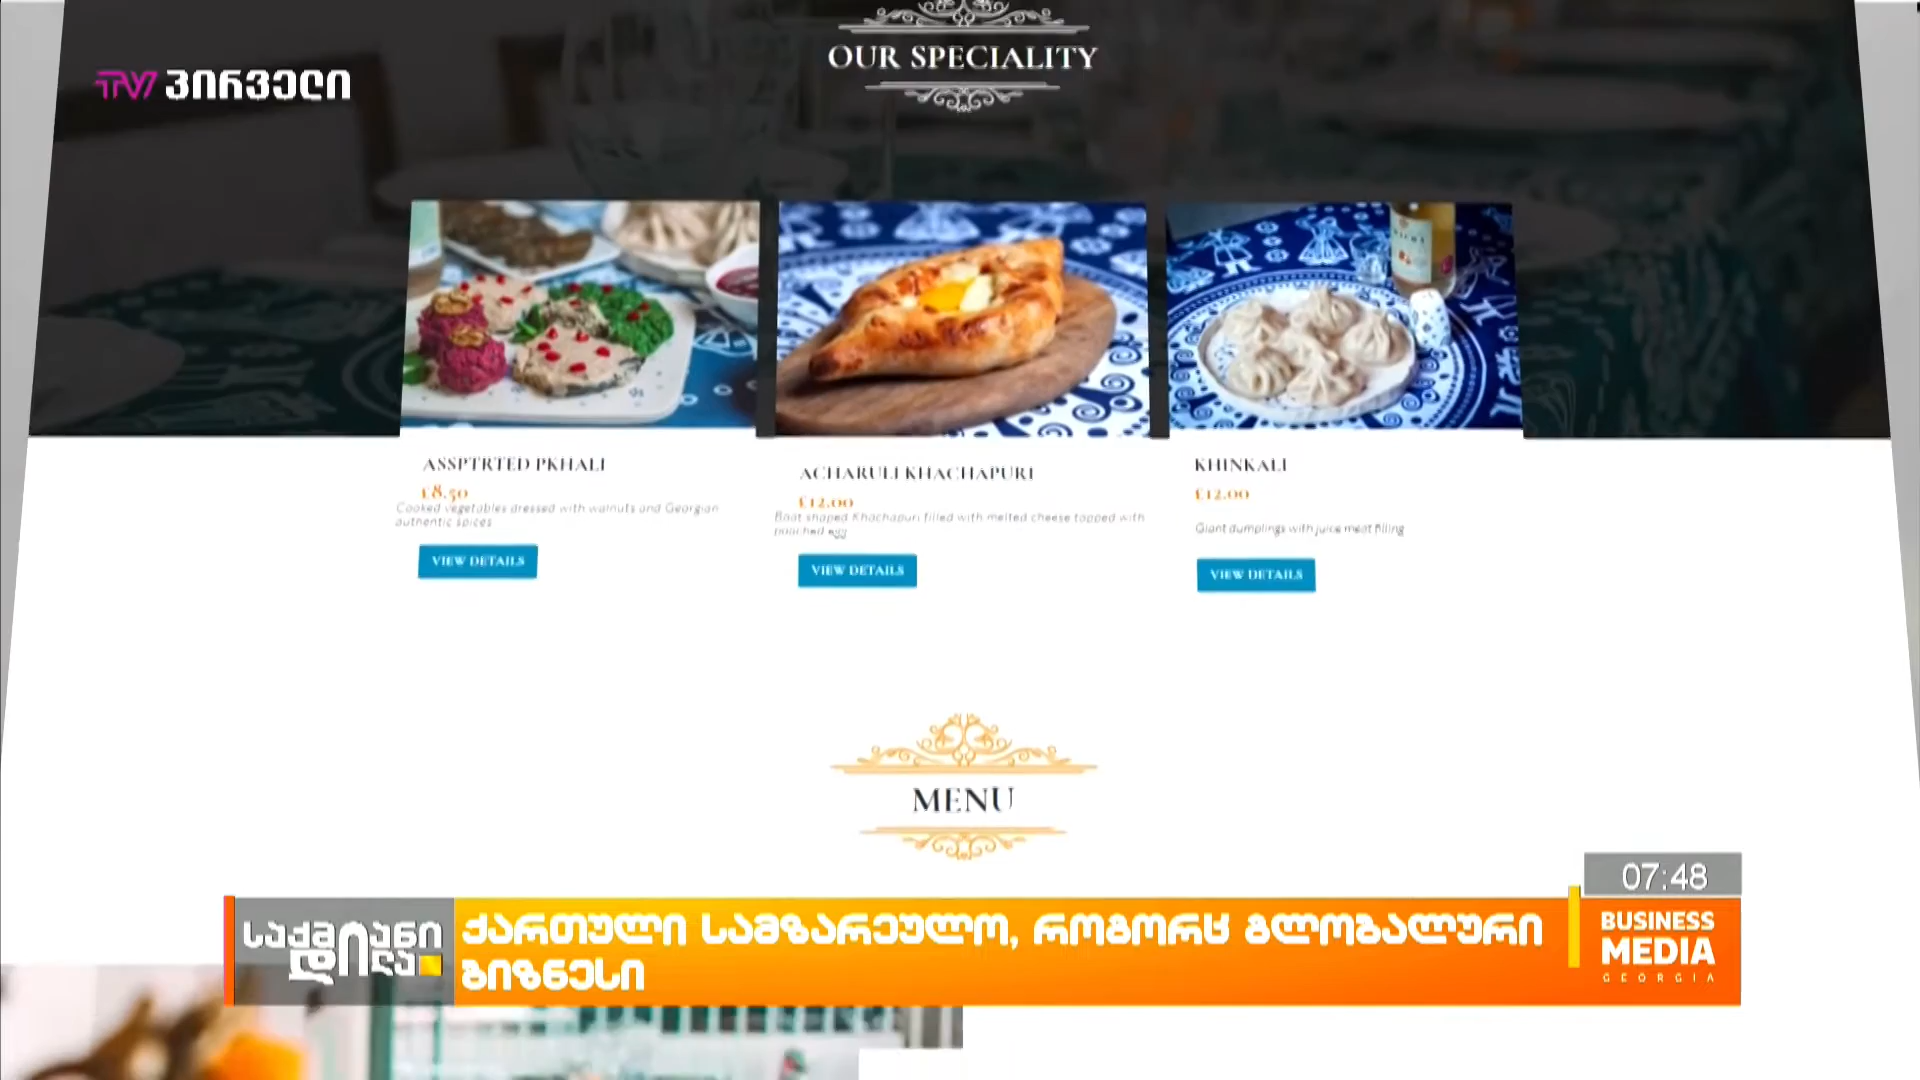 OUR SPECIALITY
TV ᲞᲘᲠᲕᲔᲚᲘ
ASSPTRTED PKHALI
£8.50
Cooked vegetables dressed with walnuts and Georgian
authentic spices
VIEW DETAILS
ACHARULI KHACHAPURI
£12.00
Boat shaped Khachapuri filled with melted cheese topped with
poached egg
VIEW DETAILS
KHINKALI
£12.00
Giant dumplings with juice meat filling
VIEW DETAILS
MENU
07:48
საქმიანი
დილა
ᲥᲐᲠᲗᲣᲚᲘ ᲡᲐᲛᲖᲐᲠᲔᲣᲚᲝ, ᲠᲝᲒᲝᲠᲪ ᲒᲚᲝᲑᲐᲚᲣᲠᲘ
ᲑᲘᲖᲜᲔᲡᲘ
BUSINESS
MEDIA
GEORGIA